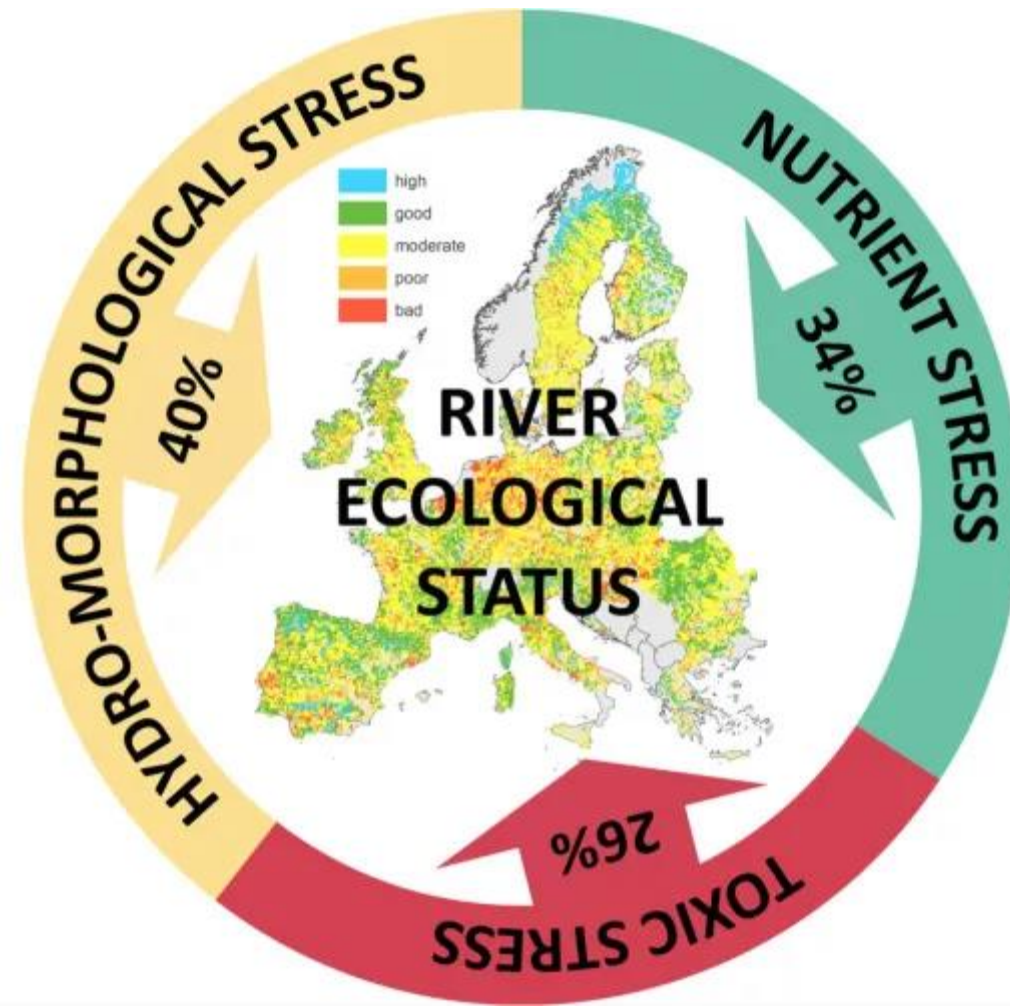 HYDRO-MORPHOLOGICAL STRESS
40%
NUTRIENT STRESS
34%
high
good
moderate
poor
bad
RIVER
ECOLOGICAL
STATUS
26%
TOXIC STRESS